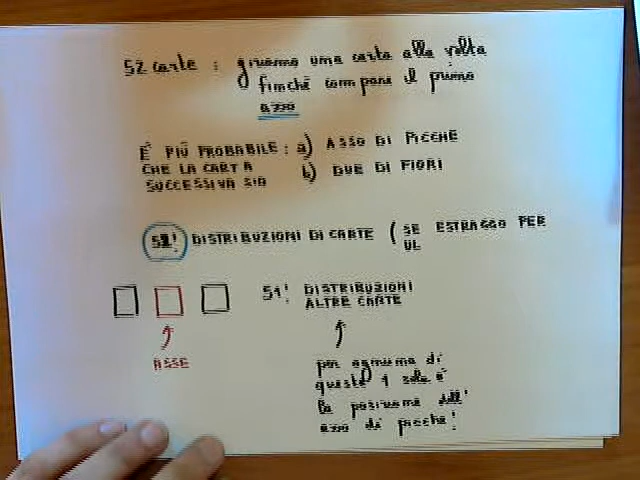 52 carte : giriamo una carta alla volta
finché compare il primo
asso
È PIÙ PROBABILE : a) ASSO DI PICCHE
CHE LA CARTA b) DUE DI FIORI
SUCCESSIVA SIA
52! DISTRIBUZIONI DI CARTE ( SE ESTRAGGO PER
UL
51! DISTRIBUZIONI
ALTRE CARTE
ASSE
per ognuna di
queste 1 sola è
la posizione dell'
asso di picche!